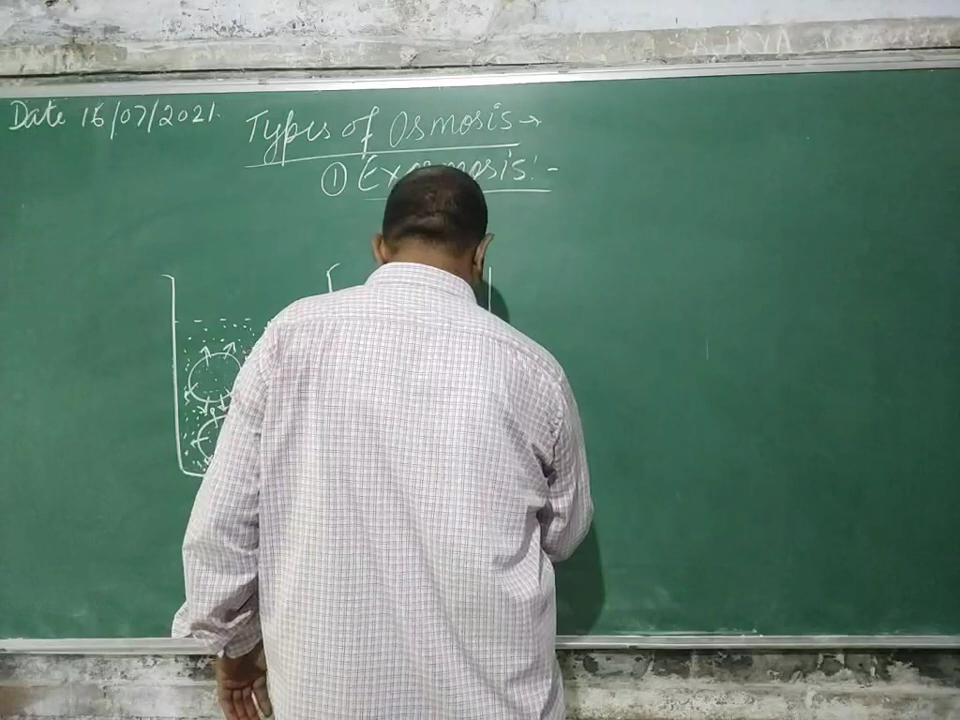 Date 16/07/2021.
Types of Osmosis →
① Exosmosis:-